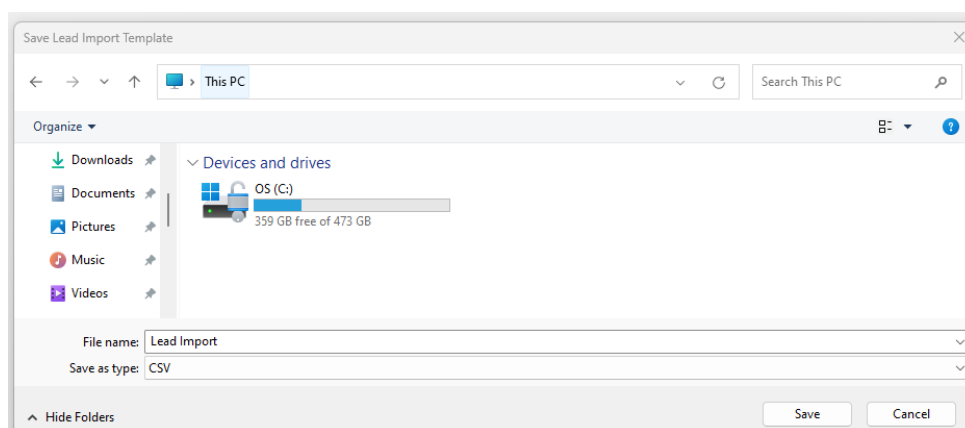 Save Lead Import Template
This PC
Search This PC
Organize
Downloads
Documents
Pictures
Music
Videos
Devices and drives
OS (C:)
359 GB free of 473 GB
File name: Lead Import
Save as type: CSV
Hide Folders
Save
Cancel